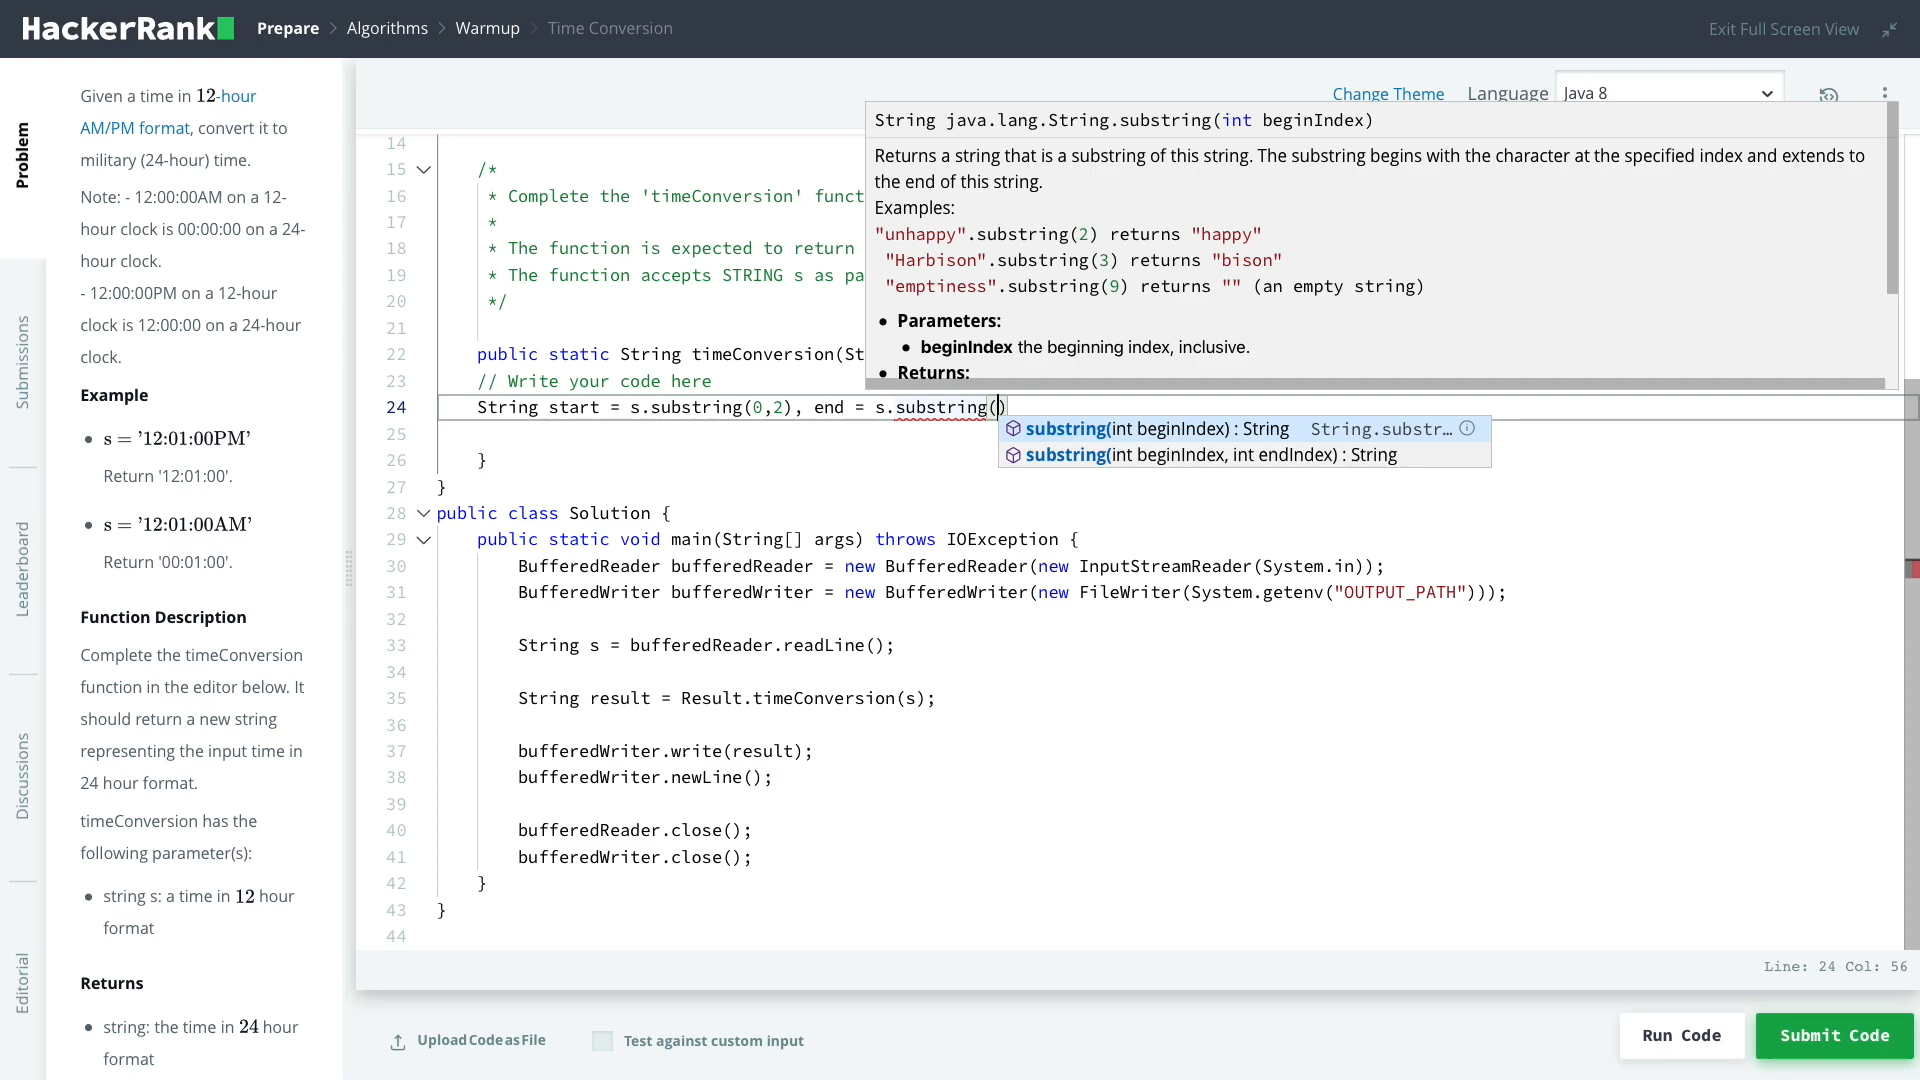 HackerRank
Prepare > Algorithms > Warmup > Time Conversion
Exit Full Screen View
Problem
Submissions
Leaderboard
Discussions
Editorial
Given a time in 12-hour
AM/PM format, convert it to
military (24-hour) time.
Note: - 12:00:00AM on a 12-
hour clock is 00:00:00 on a 24-
hour clock.
- 12:00:00PM on a 12-hour
clock is 12:00:00 on a 24-hour
clock.
Example
• s = '12:01:00PM'
Return '12:01:00'.
• s = '12:01:00AM'
Return '00:01:00'.
Function Description
Complete the timeConversion
function in the editor below. It
should return a new string
representing the input time in
24 hour format.
timeConversion has the
following parameter(s):
• string s: a time in 12 hour
format
Returns
• string: the time in 24 hour
format
Change Theme Language Java 8
String java.lang.String.substring(int beginIndex)
Returns a string that is a substring of this string. The substring begins with the character at the specified index and extends to
the end of this string.
Examples:
"unhappy".substring(2) returns "happy"
"Harbison".substring(3) returns "bison"
"emptiness".substring(9) returns "" (an empty string)
• Parameters:
• beginIndex the beginning index, inclusive.
• Returns:
14
15 /*
16 * Complete the 'timeConversion' funct
17 *
18 * The function is expected to return
19 * The function accepts STRING s as pa
20 */
21
22 public static String timeConversion(St
23 // Write your code here
24 String start = s.substring(0,2), end = s.substring()
substring(int beginIndex) : String String.substr...
substring(int beginIndex, int endIndex) : String
25
26 }
27 }
28 public class Solution {
29 public static void main(String[] args) throws IOException {
30 BufferedReader bufferedReader = new BufferedReader(new InputStreamReader(System.in));
31 BufferedWriter bufferedWriter = new BufferedWriter(new FileWriter(System.getenv("OUTPUT_PATH")));
32
33 String s = bufferedReader.readLine();
34
35 String result = Result.timeConversion(s);
36
37 bufferedWriter.write(result);
38 bufferedWriter.newLine();
39
40 bufferedReader.close();
41 bufferedWriter.close();
42 }
43 }
44
Line: 24 Col: 56
Upload Code as File
Test against custom input
Run Code
Submit Code